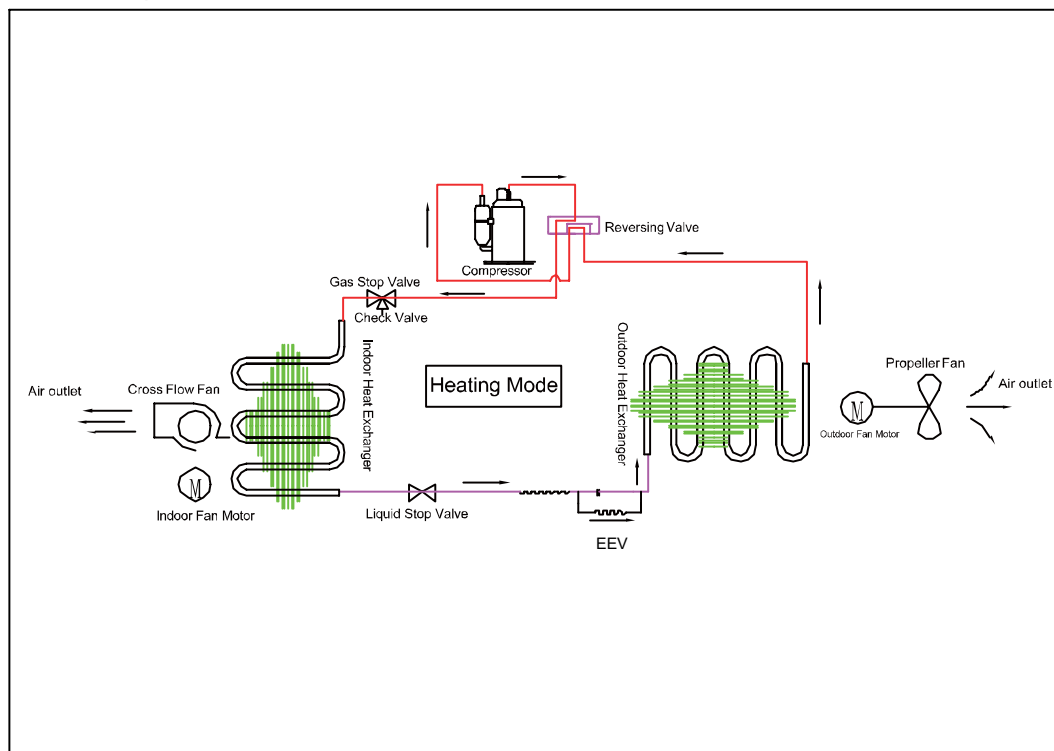 Reversing Valve
Compressor
Gas Stop Valve
Check Valve
Indoor Heat Exchanger
Outdoor Heat Exchanger
Heating Mode
Propeller Fan
Air outlet
Cross Flow Fan
Air outlet
M
Outdoor Fan Motor
M
Indoor Fan Motor
Liquid Stop Valve
EEV